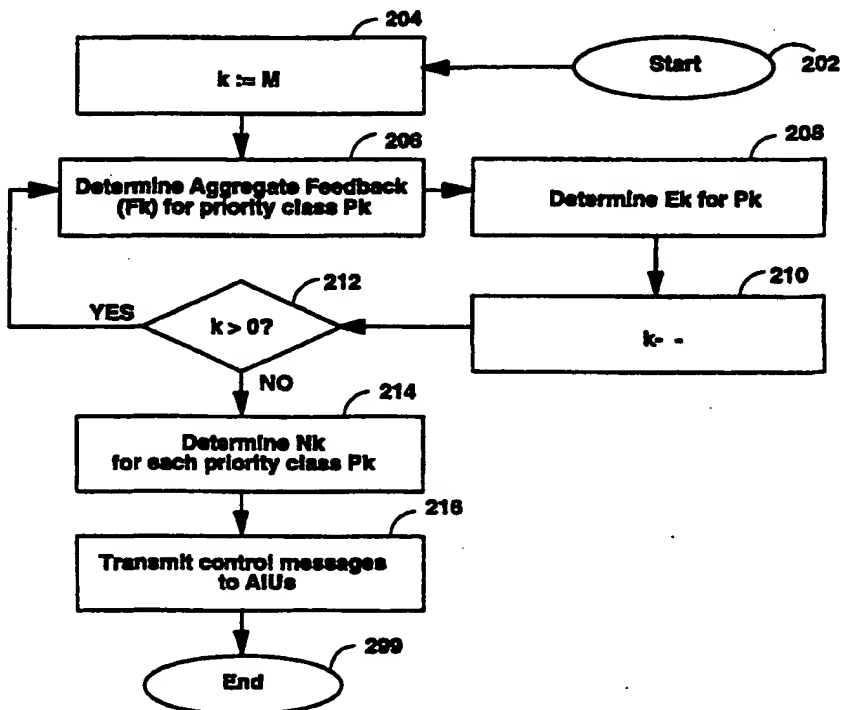 204
k := M
Start
202
206
Determine Aggregate Feedback
(Fk) for priority class Pk
208
Determine Ek for Pk
210
k- -
212
k > 0?
YES
NO
214
Determine Nk
for each priority class Pk
216
Transmit control messages
to AIUs
299
End